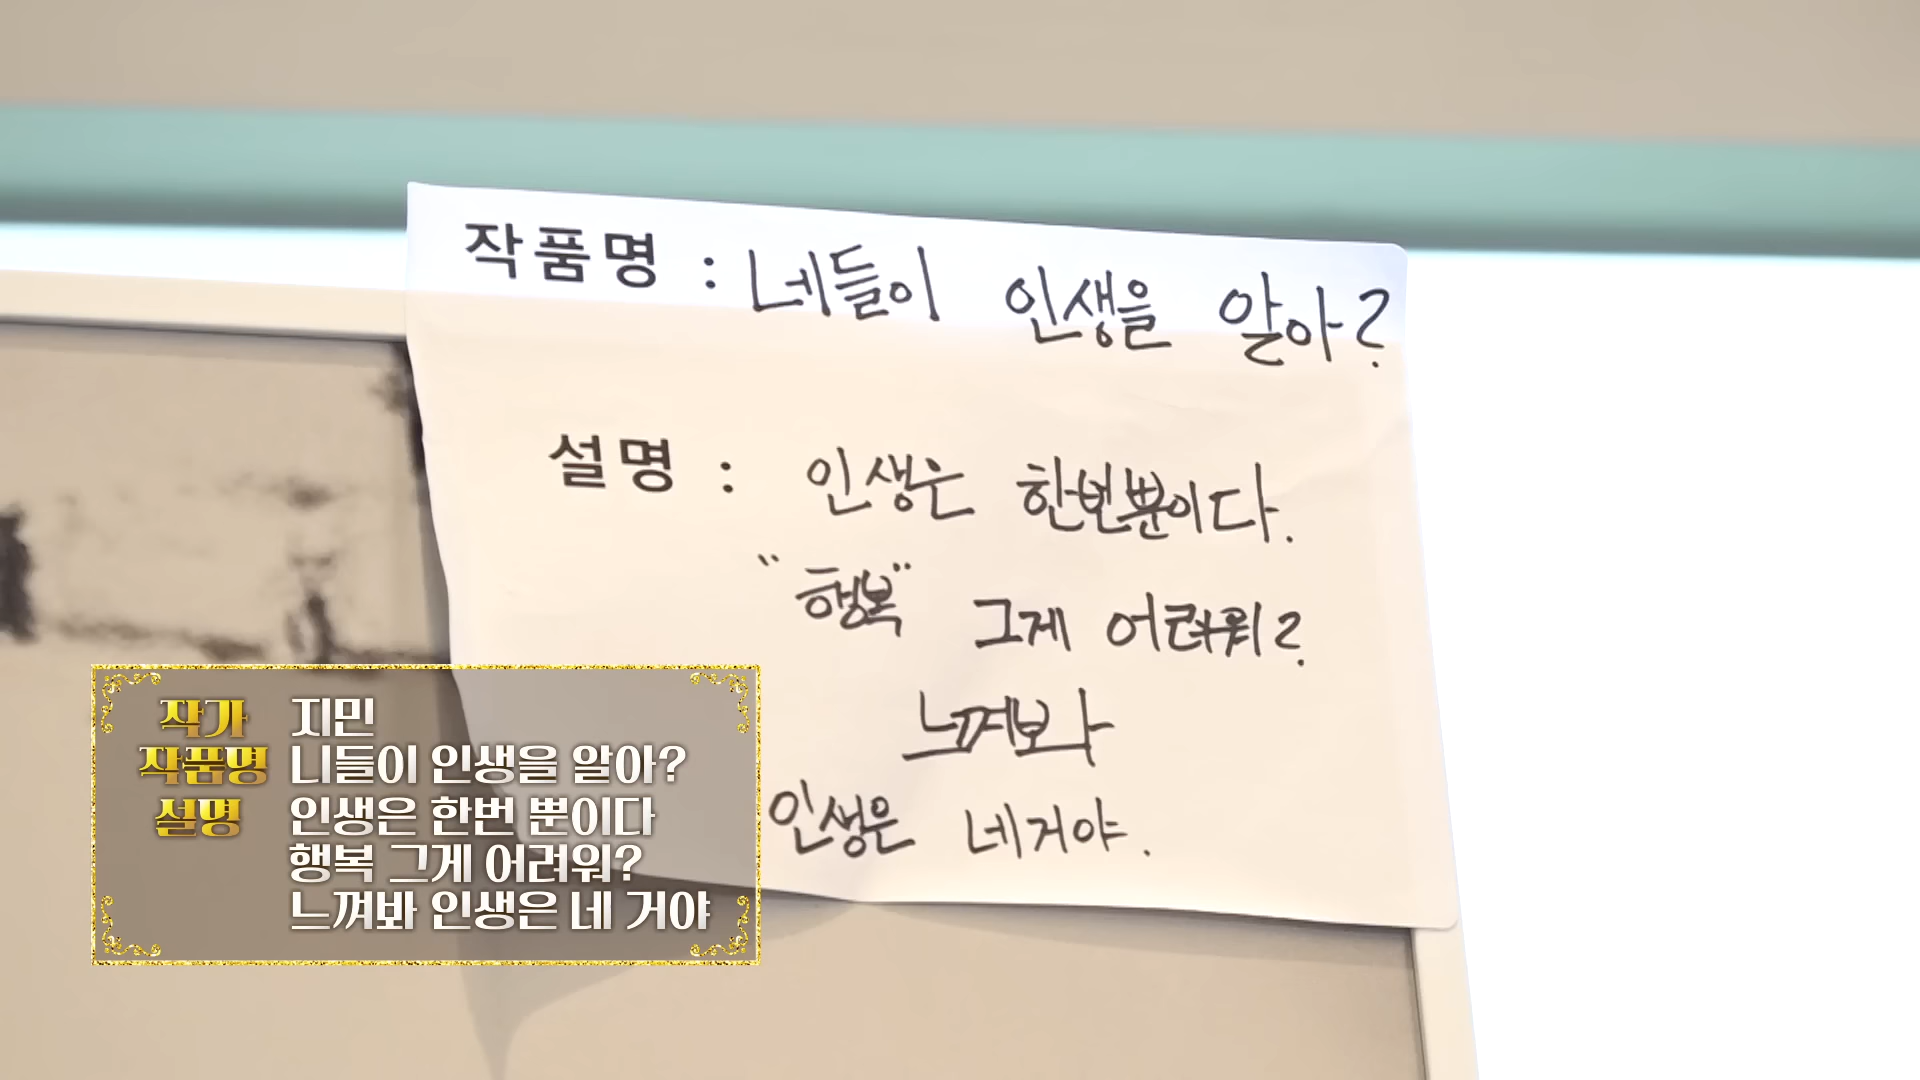 작품명 : 네들이 인생을 알아?
설명 : 인생은 한번뿐이다.
"행복" 그게 어려워?
느껴봐
인생은 네거야.
작가 지민
작품명 니들이 인생을 알아?
설명 인생은 한번 뿐이다
행복 그게 어려워?
느껴봐 인생은 네 거야